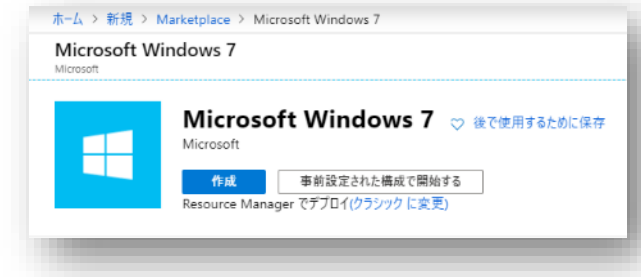 ホーム > 新規 > Marketplace > Microsoft Windows 7
Microsoft Windows 7
Microsoft
Microsoft Windows 7 ♡ 後で使用するために保存
Microsoft
作成 事前設定された構成で開始する
Resource Manager でデプロイ(クラシック に変更)